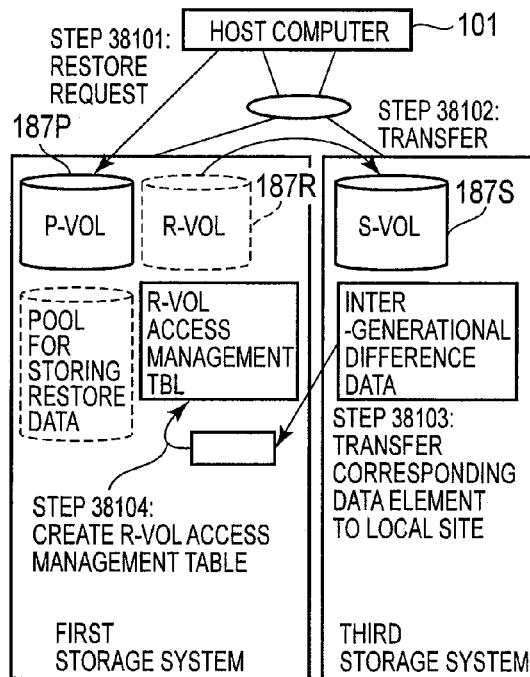 STEP 38101:
RESTORE
REQUEST
HOST COMPUTER
101
STEP 38102:
TRANSFER
187P
P-VOL
R-VOL
187R
S-VOL
187S
POOL
FOR
STORING
RESTORE
DATA
R-VOL
ACCESS
MANAGEMENT
TBL
INTER
-GENERATIONAL
DIFFERENCE
DATA
STEP 38103:
TRANSFER
CORRESPONDING
DATA ELEMENT
TO LOCAL SITE
STEP 38104:
CREATE R-VOL ACCESS
MANAGEMENT TABLE
FIRST
STORAGE SYSTEM
THIRD
STORAGE SYSTEM